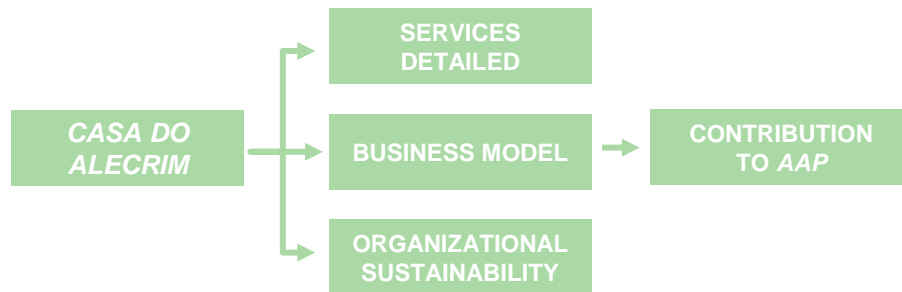 SERVICES
DETAILED
CASA DO
ALECRIM
BUSINESS MODEL
CONTRIBUTION
TO AAP
ORGANIZATIONAL
SUSTAINABILITY